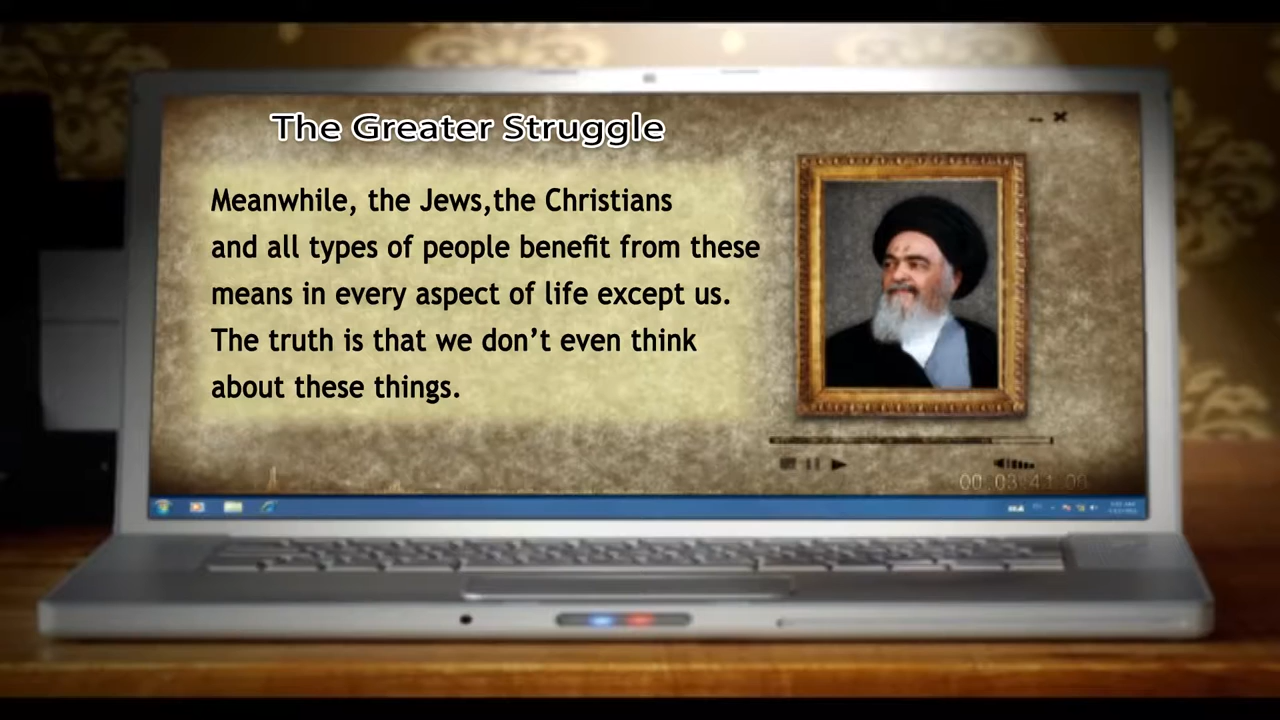 The Greater Struggle
Meanwhile, the Jews,the Christians
and all types of people benefit from these
means in every aspect of life except us.
The truth is that we don't even think
about these things.